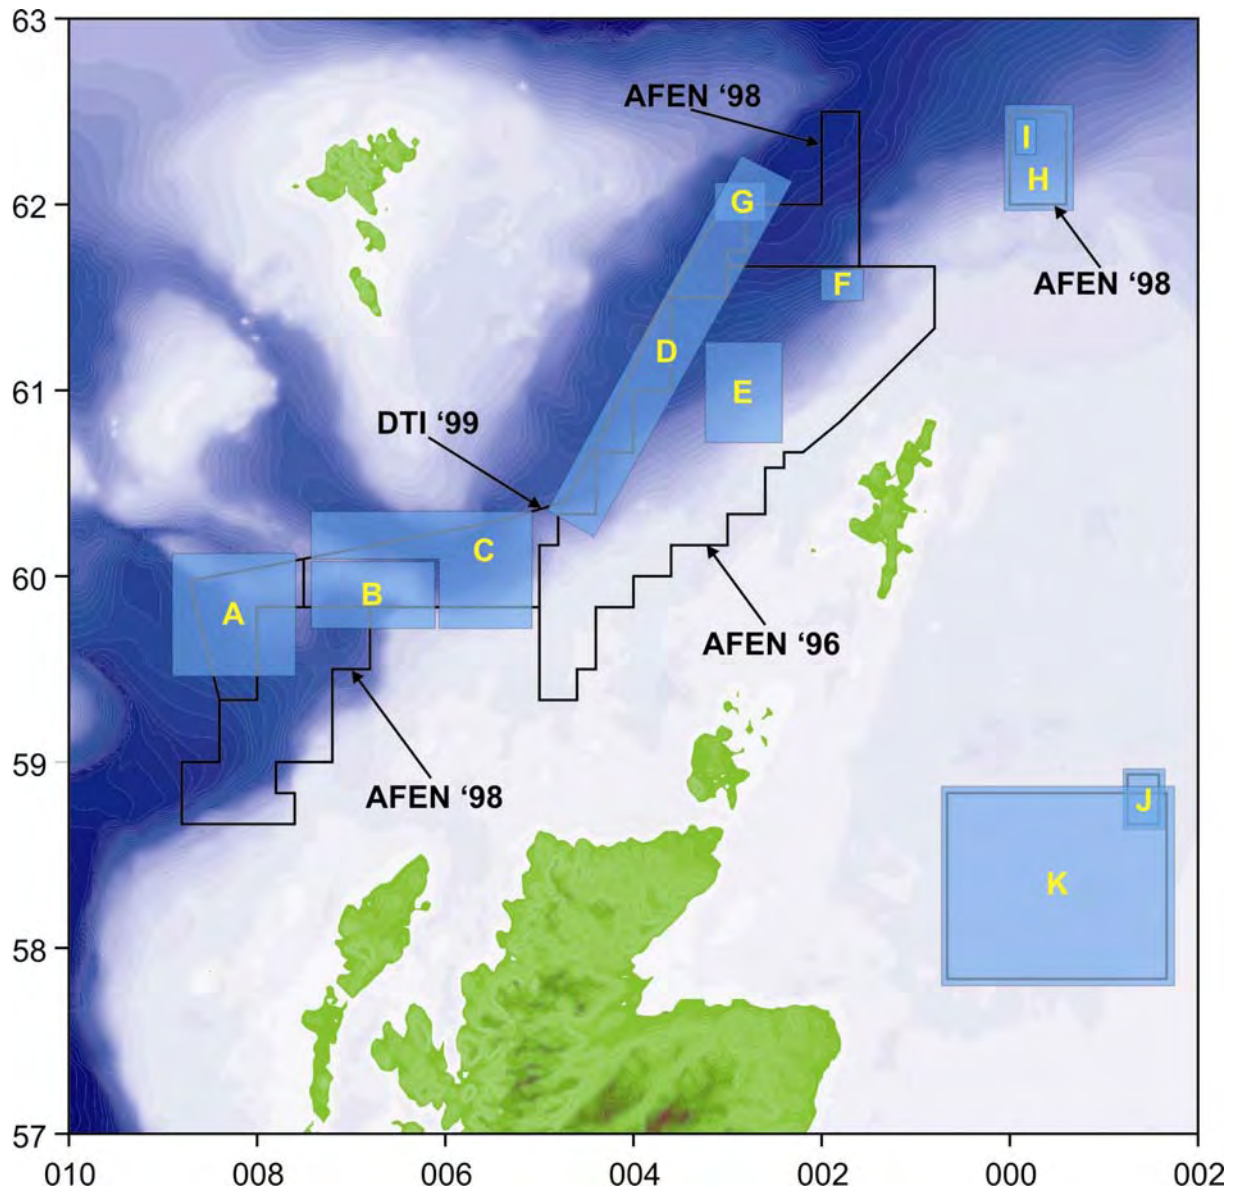 63
AFEN ‘98
I
H
62
G
AFEN ‘98
F
D
61
E
DTI ‘99
C
60
B
A
AFEN ‘96
59
AFEN ‘98
J
K
58
57
010 008 006 004 002 000 002